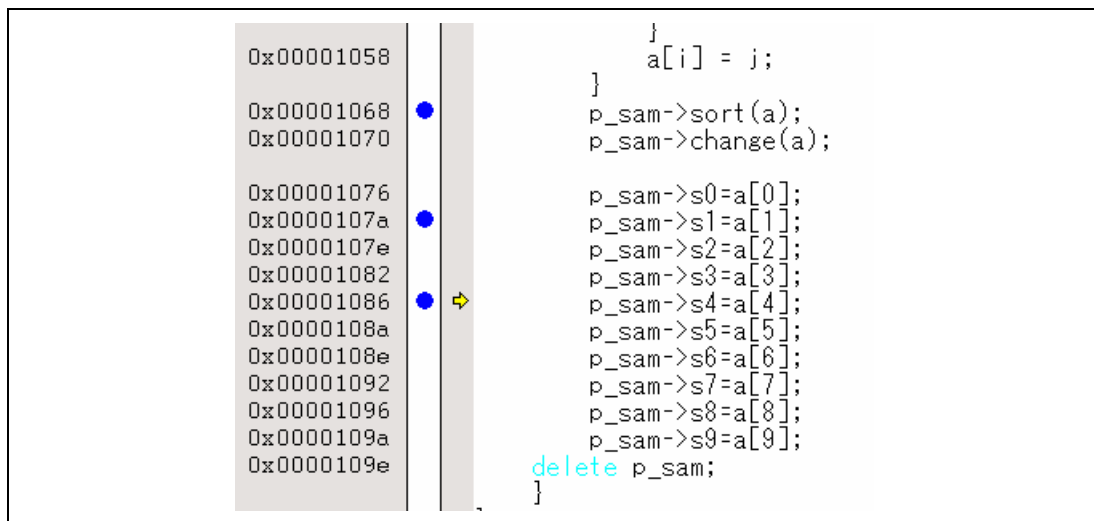 }
0x00001058 a[i] = j;
}
0x00001068 p_sam->sort(a);
0x00001070 p_sam->change(a);
0x00001076 p_sam->s0=a[0];
0x0000107a p_sam->s1=a[1];
0x0000107e p_sam->s2=a[2];
0x00001082 p_sam->s3=a[3];
0x00001086 p_sam->s4=a[4];
0x0000108a p_sam->s5=a[5];
0x0000108e p_sam->s6=a[6];
0x00001092 p_sam->s7=a[7];
0x00001096 p_sam->s8=a[8];
0x0000109a p_sam->s9=a[9];
0x0000109e delete p_sam;
}